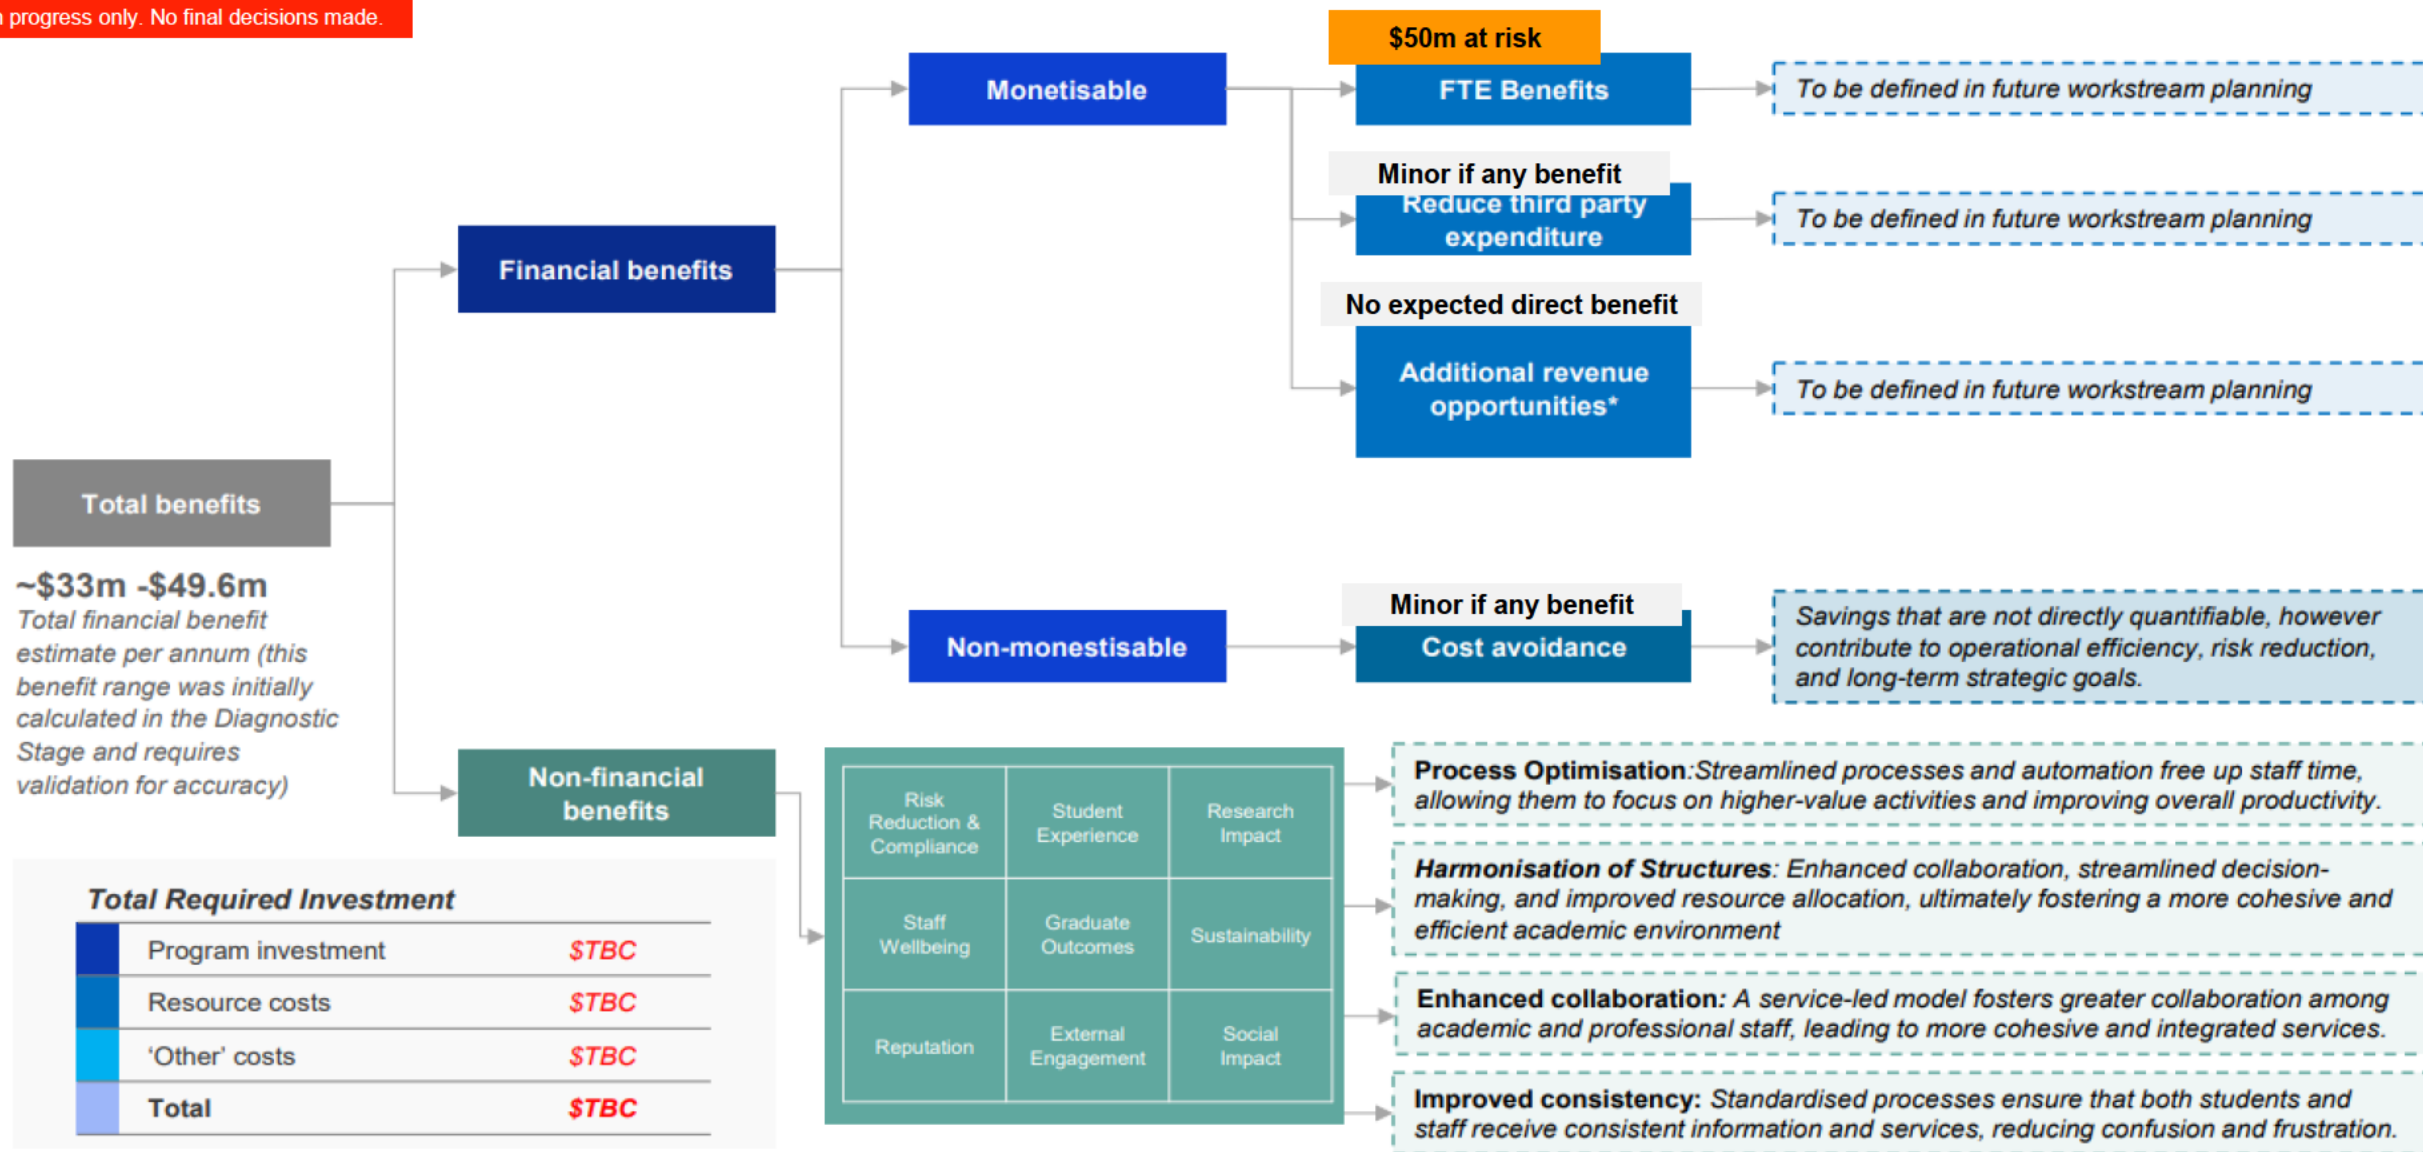 progress only. No final decisions made.
$50m at risk
Monetisable
FTE Benefits
To be defined in future workstream planning
Minor if any benefit
Reduce third party
expenditure
To be defined in future workstream planning
Financial benefits
No expected direct benefit
Additional revenue
opportunities*
To be defined in future workstream planning
Total benefits
~$33m -$49.6m
Total financial benefit
estimate per annum (this
benefit range was initially
calculated in the Diagnostic
Stage and requires
validation for accuracy)
Non-monestisable
Minor if any benefit
Cost avoidance
Savings that are not directly quantifiable, however
contribute to operational efficiency, risk reduction,
and long-term strategic goals.
Non-financial
benefits
Risk
Reduction &
Compliance
Student
Experience
Research
Impact
Staff
Wellbeing
Graduate
Outcomes
Sustainability
Reputation
External
Engagement
Social
Impact
Process Optimisation:Streamlined processes and automation free up staff time,
allowing them to focus on higher-value activities and improving overall productivity.
Harmonisation of Structures: Enhanced collaboration, streamlined decision-
making, and improved resource allocation, ultimately fostering a more cohesive and
efficient academic environment
Enhanced collaboration: A service-led model fosters greater collaboration among
academic and professional staff, leading to more cohesive and integrated services.
Improved consistency: Standardised processes ensure that both students and
staff receive consistent information and services, reducing confusion and frustration.
Total Required Investment
Program investment $TBC
Resource costs $TBC
‘Other’ costs $TBC
Total $TBC